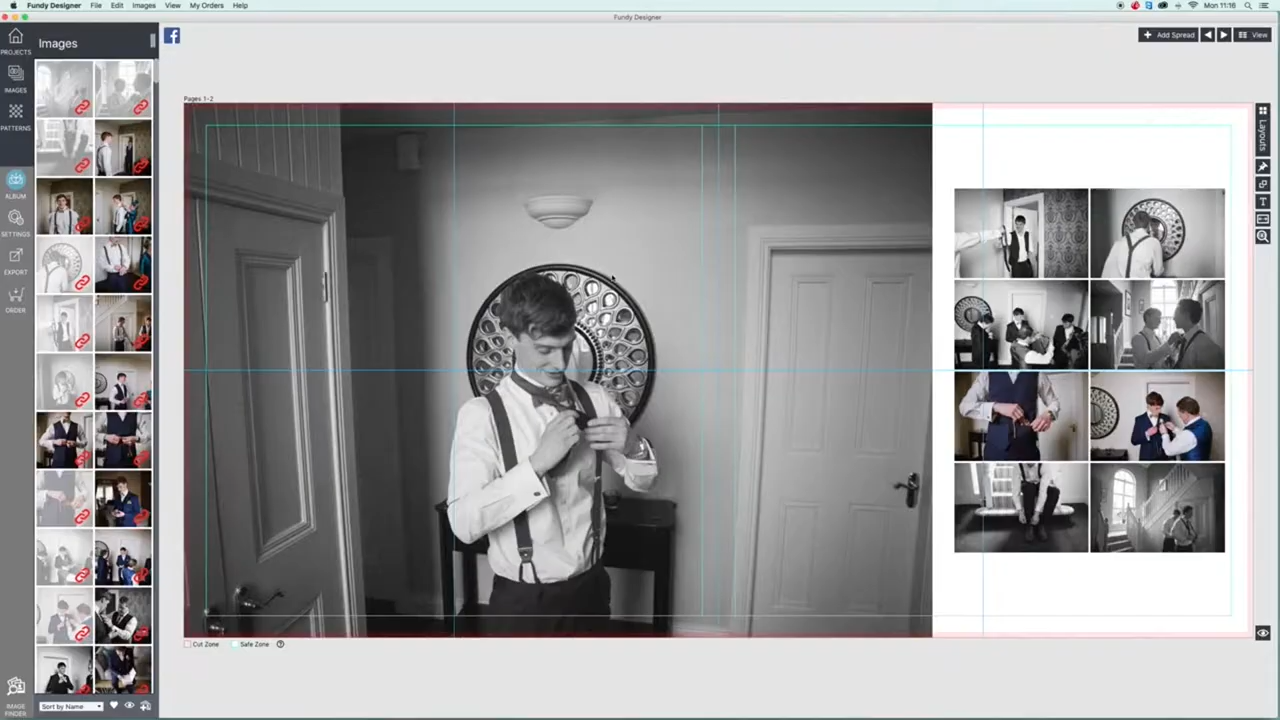 Fundy Designer File Edit Images View My Orders Help
Mon 11:16
Fundy Designer
PROJECTS
IMAGES
PATTERNS
ALBUM
SETTINGS
EXPORT
ORDER
IMAGE
FINDER
Images
Sort by Name
Add Spread
View
Pages 1-2
Layouts
T
Cut Zone Safe Zone ?